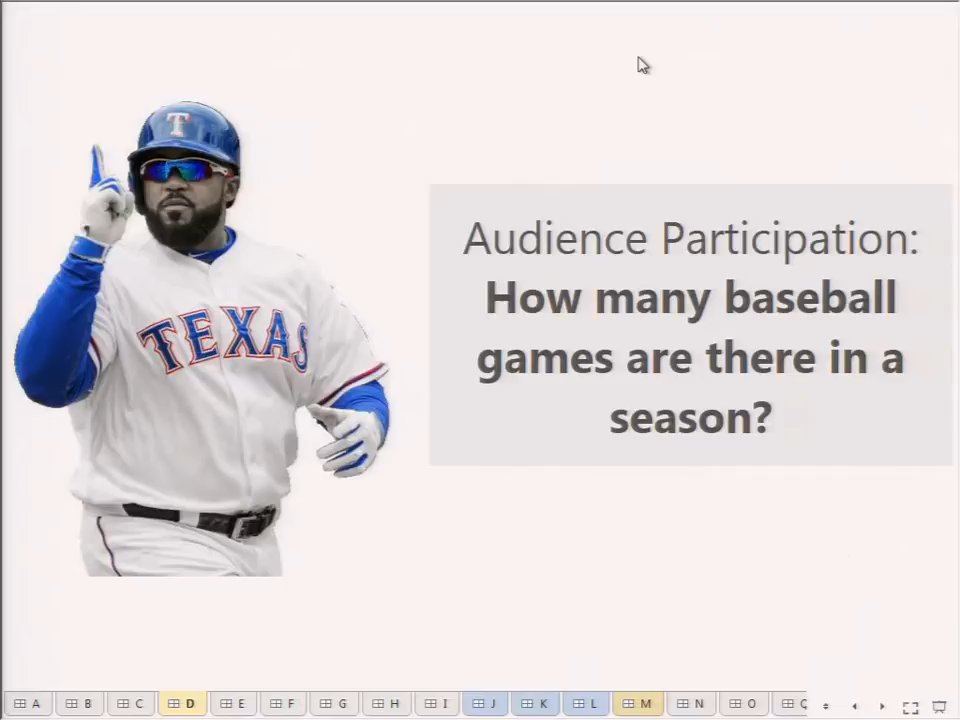 T
TEXAS
Audience Participation:
How many baseball
games are there in a
season?
A B C D E F G H I J K L M N O